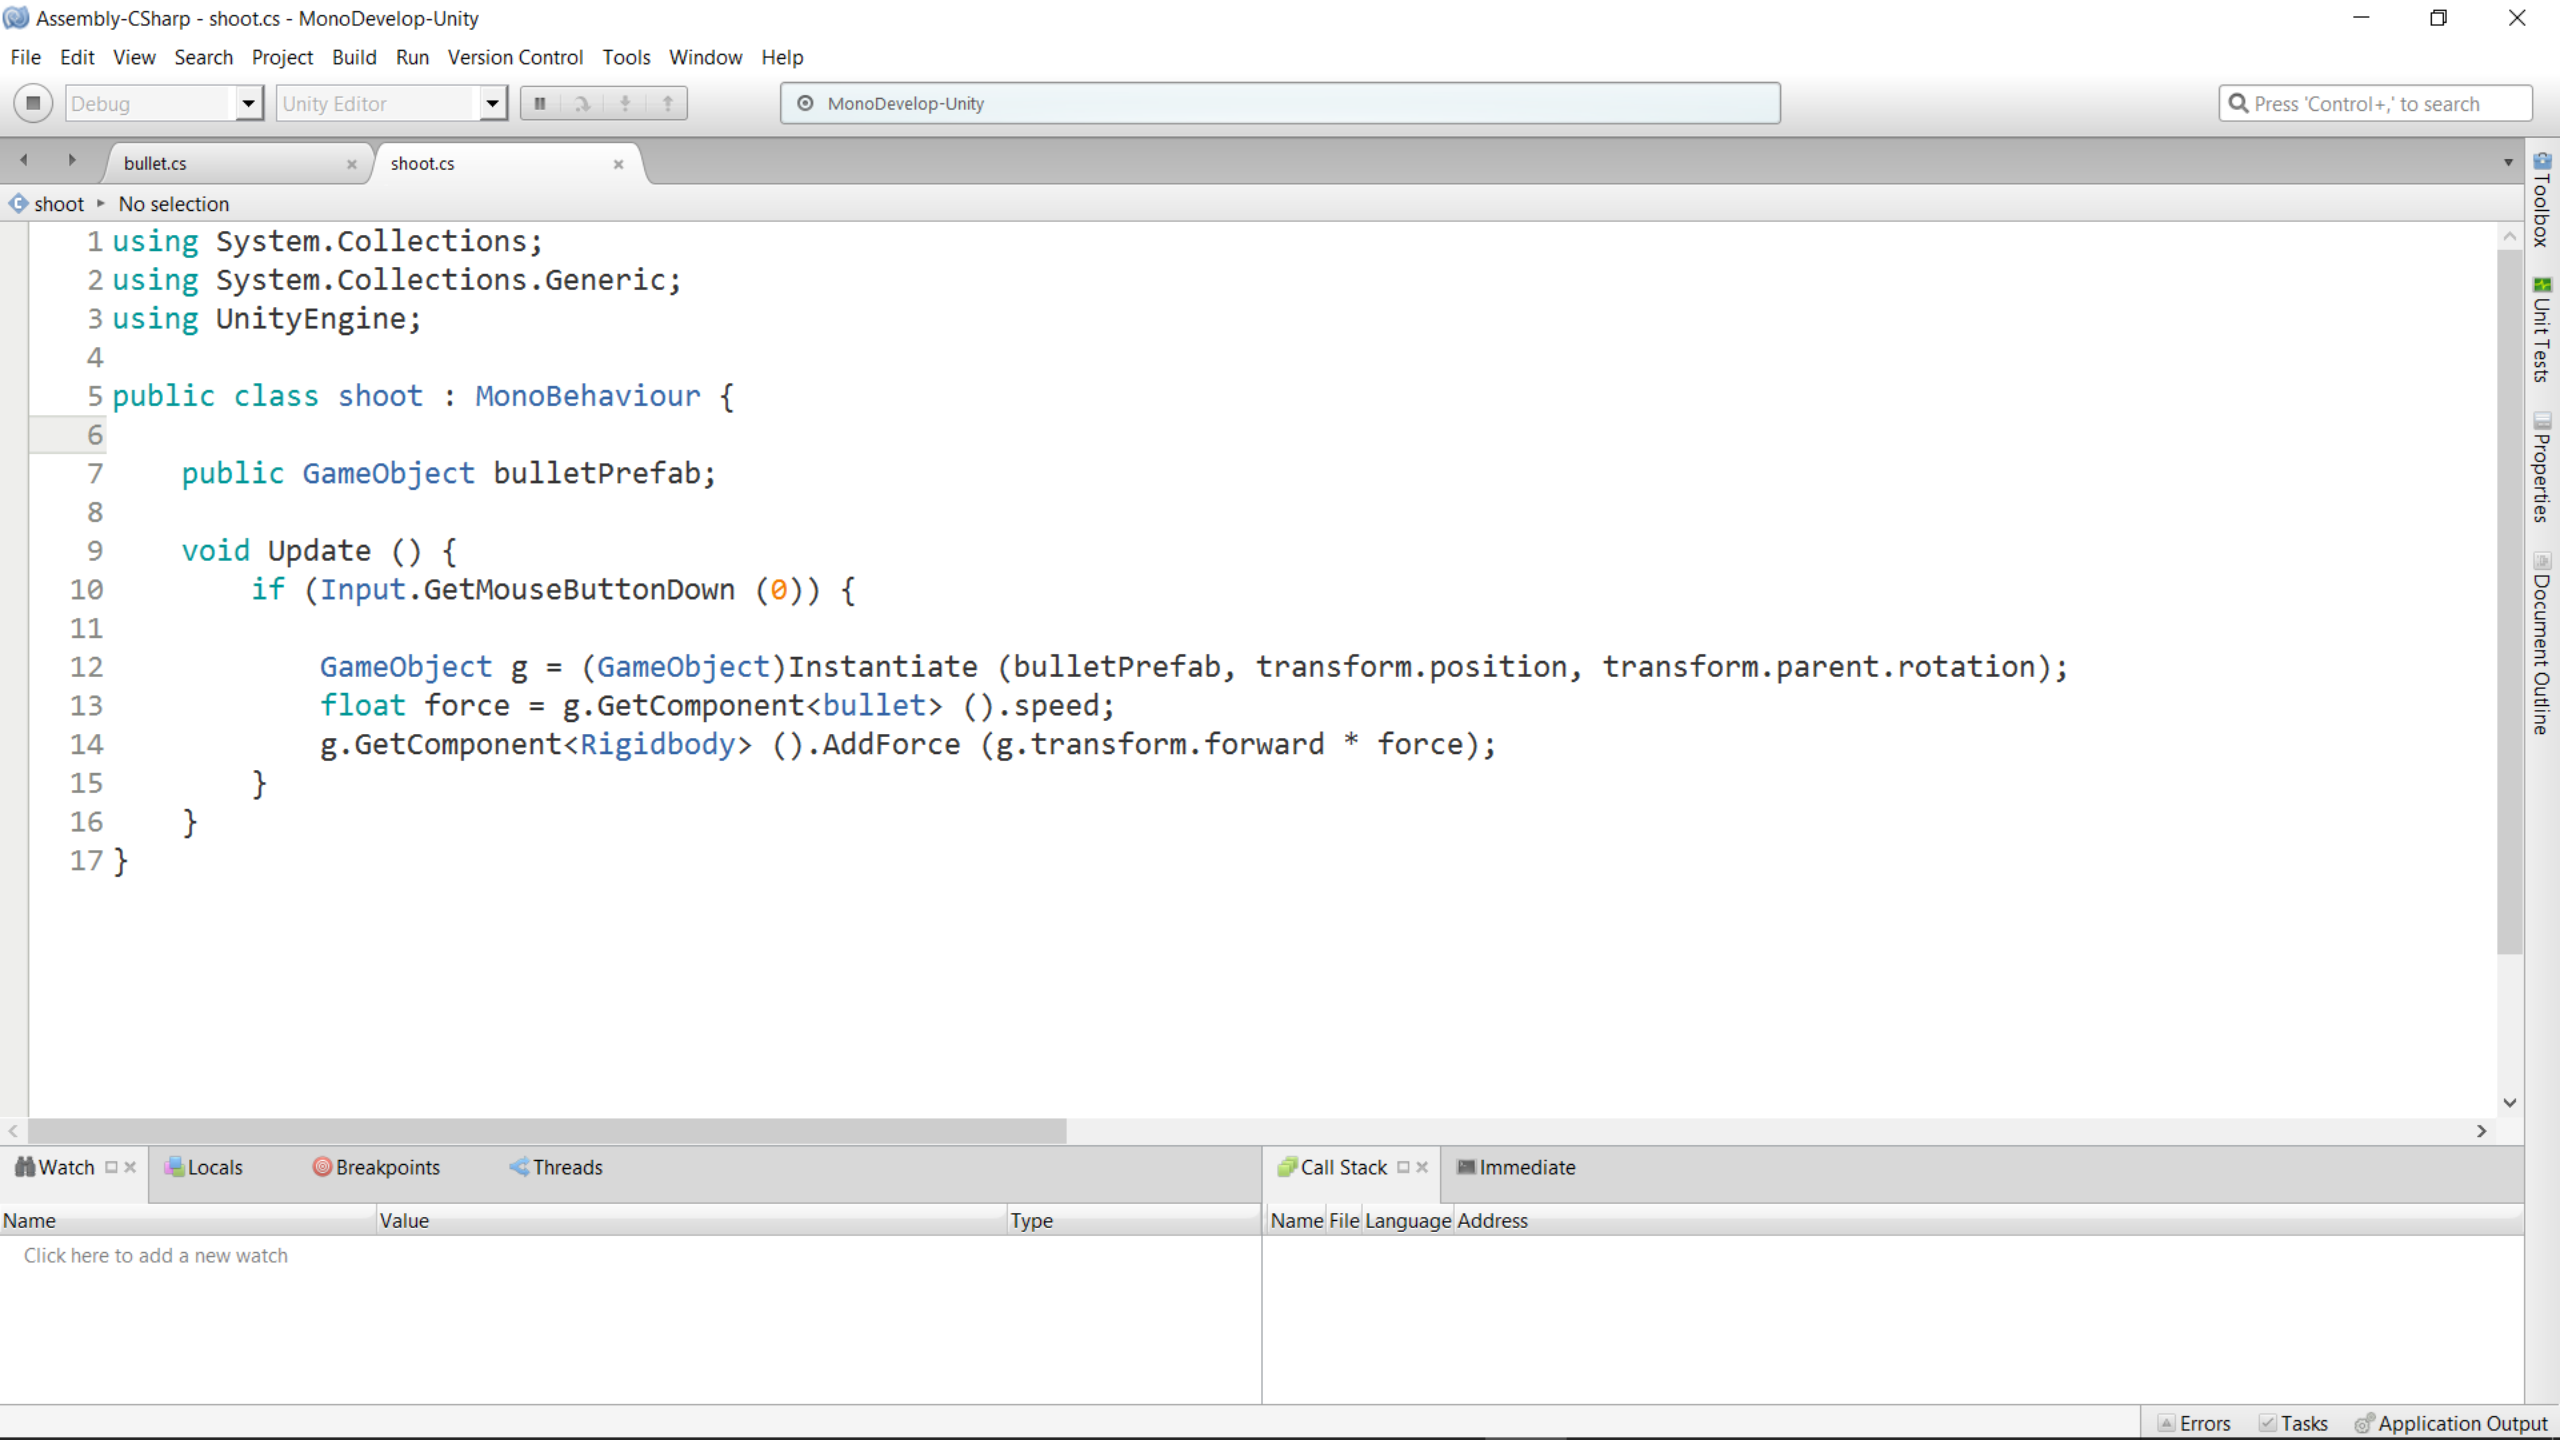 Assembly-CSharp - shoot.cs - MonoDevelop-Unity
File Edit View Search Project Build Run Version Control Tools Window Help
Debug Unity Editor MonoDevelop-Unity Press 'Control+,' to search
bullet.cs shoot.cs
shoot No selection
1 using System.Collections;
2 using System.Collections.Generic;
3 using UnityEngine;
4
5 public class shoot : MonoBehaviour {
6
7 public GameObject bulletPrefab;
8
9 void Update () {
10 if (Input.GetMouseButtonDown (0)) {
11
12 GameObject g = (GameObject)Instantiate (bulletPrefab, transform.position, transform.parent.rotation);
13 float force = g.GetComponent<bullet> ().speed;
14 g.GetComponent<Rigidbody> ().AddForce (g.transform.forward * force);
15 }
16 }
17 }
Toolbox
Unit Tests
Properties
Document Outline
Watch Locals Breakpoints Threads Call Stack Immediate
Name Value Type Name File Language Address
Click here to add a new watch
Errors Tasks Application Output